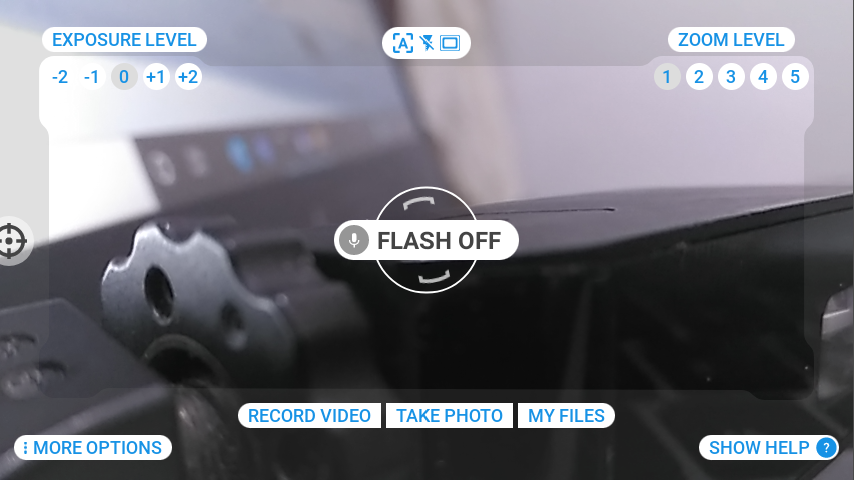 EXPOSURE LEVEL
ZOOM LEVEL
-2 -1 0 +1 +2
1 2 3 4 5
FLASH OFF
RECORD VIDEO TAKE PHOTO MY FILES
MORE OPTIONS
SHOW HELP ?